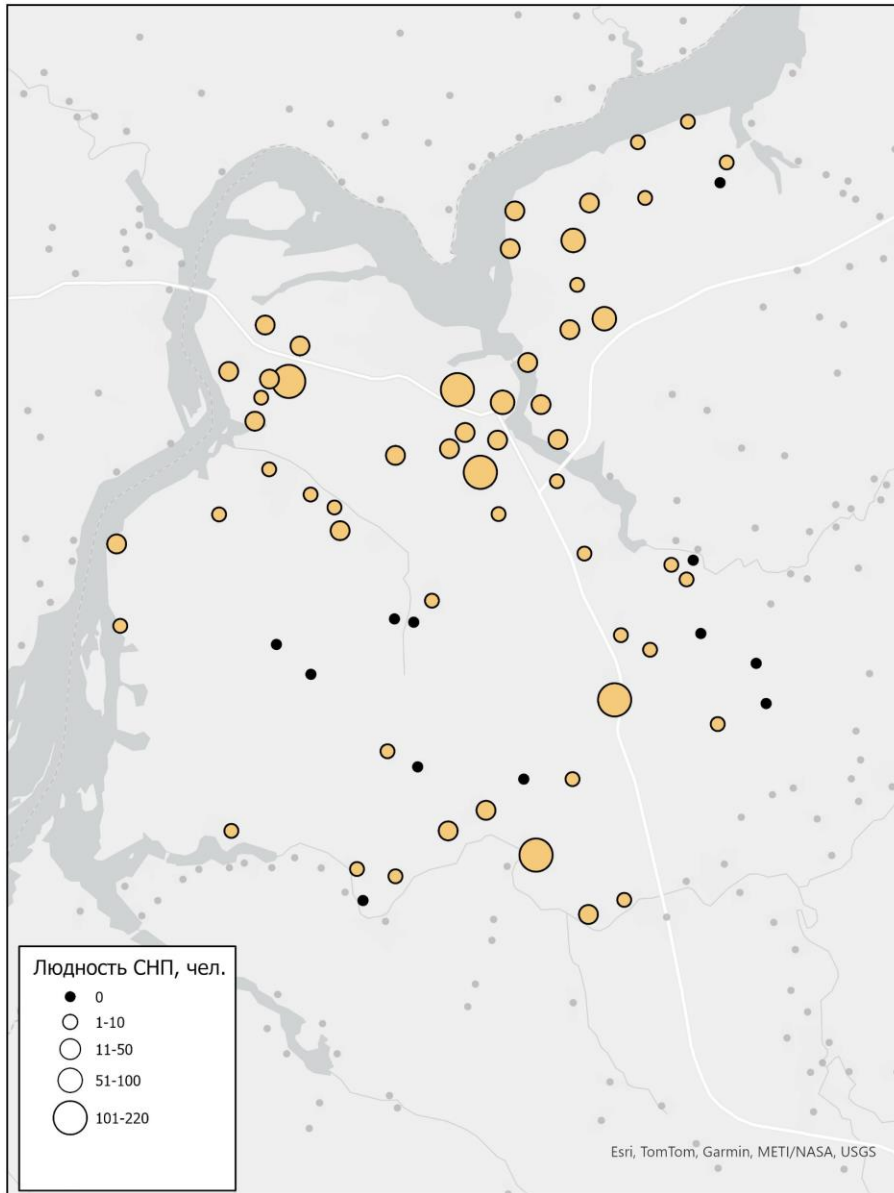 Людность СНП, чел.
0
1-10
11-50
51-100
101-220
Esri, TomTom, Garmin, METI/NASA, USGS